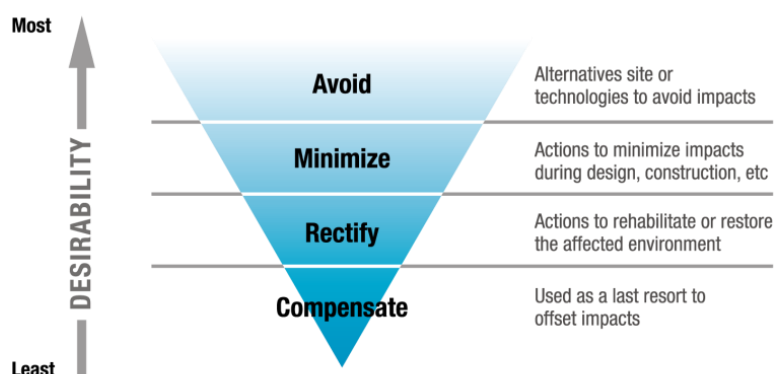 Most
Avoid
Alternatives site or
technologies to avoid impacts
Minimize
Actions to minimize impacts
during design, construction, etc
DESIRABILITY
Rectify
Actions to rehabilitate or restore
the affected environment
Compensate
Used as a last resort to
offset impacts
Least